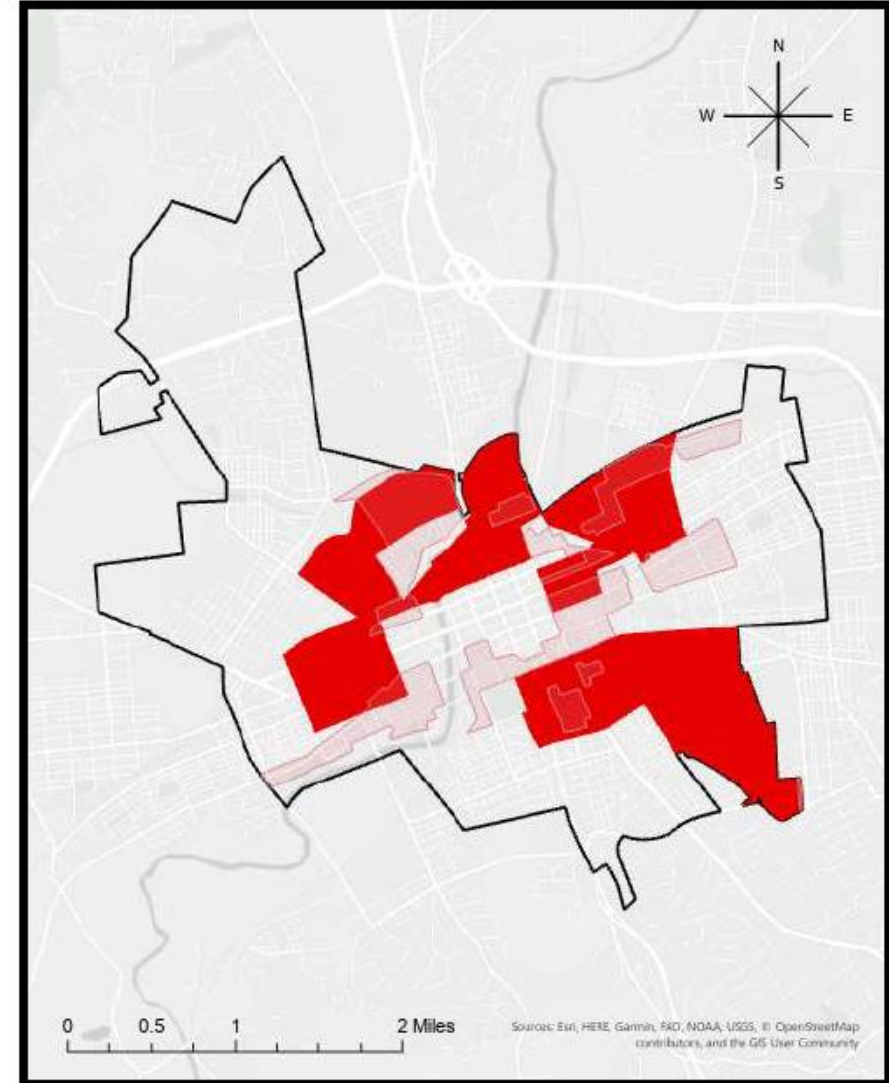 N
W E
S
0 0.5 1 2 Miles
Sources: Esri, HERE, Garmin, FAO, NOAA, USGS, © OpenStreetMap
contributors, and the GIS User Community